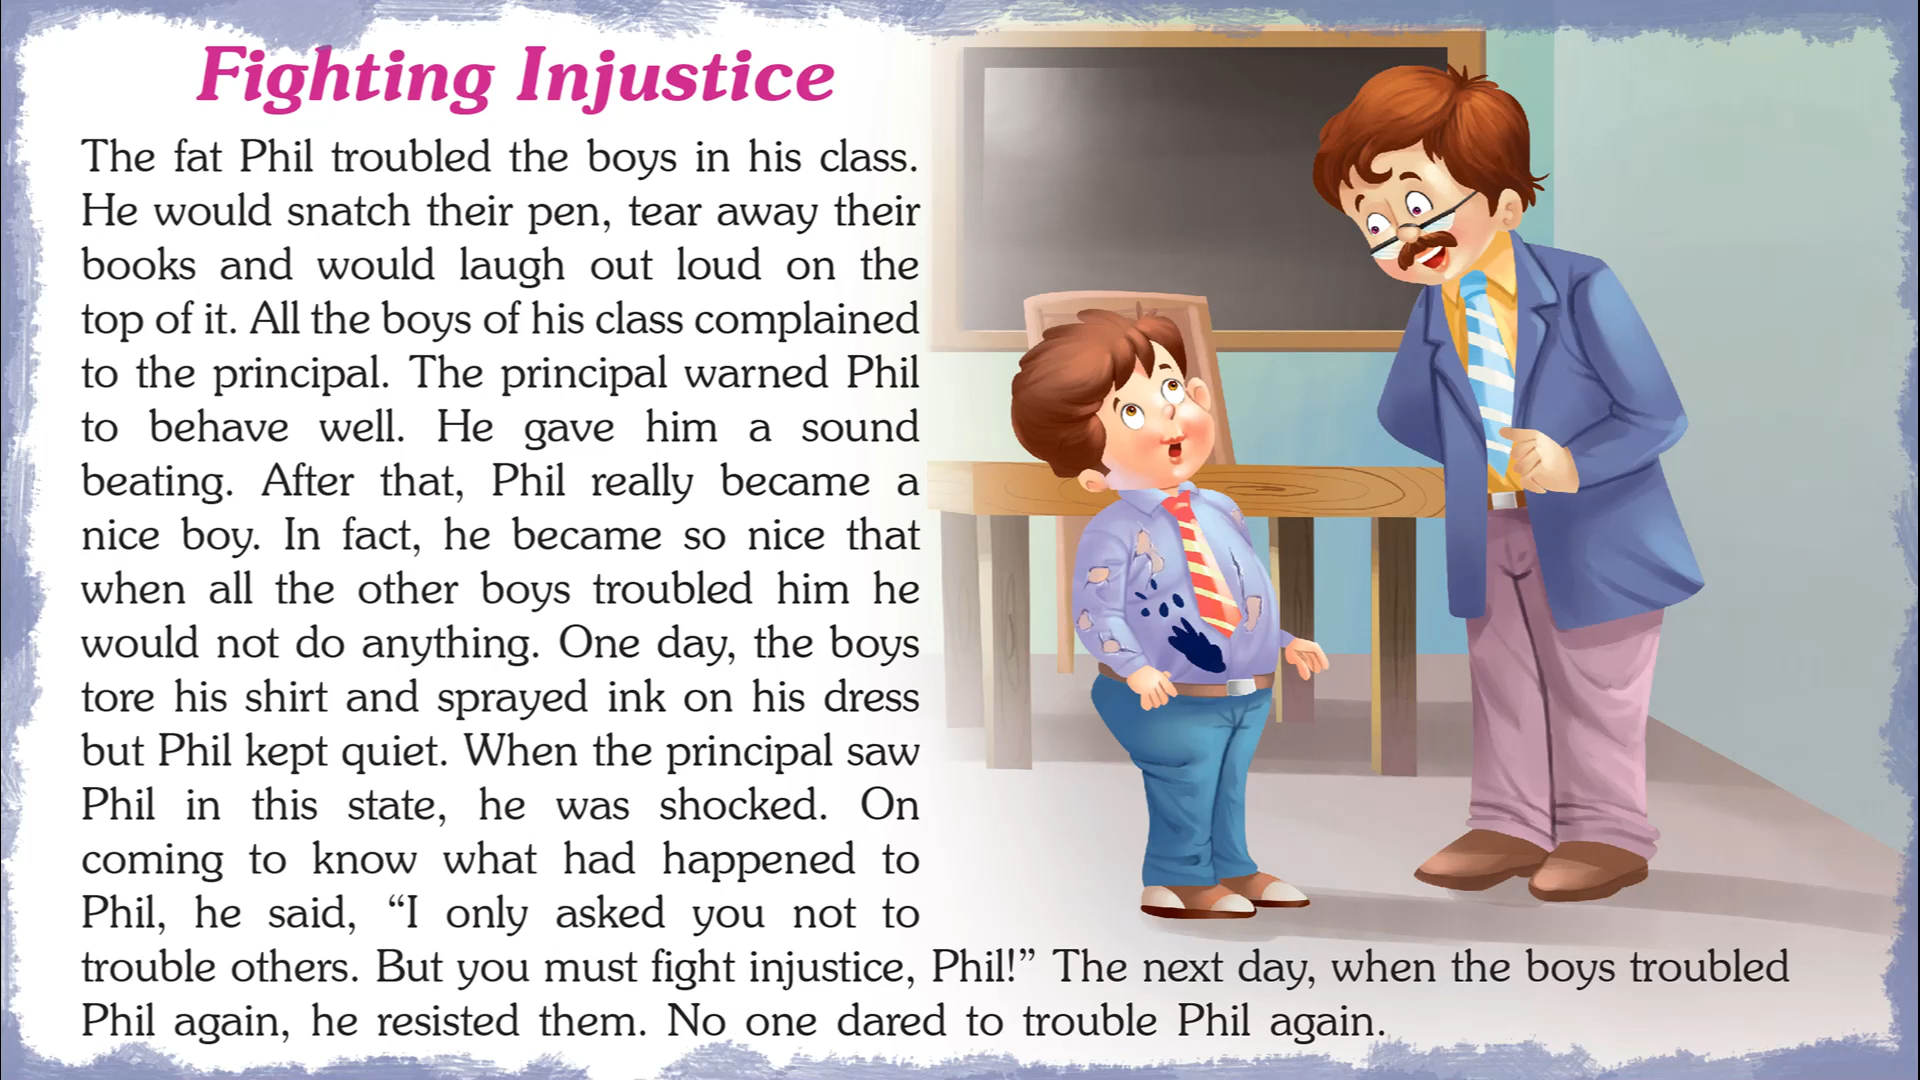 Fighting Injustice
The fat Phil troubled the boys in his class.
He would snatch their pen, tear away their
books and would laugh out loud on the
top of it. All the boys of his class complained
to the principal. The principal warned Phil
to behave well. He gave him a sound
beating. After that, Phil really became a
nice boy. In fact, he became so nice that
when all the other boys troubled him he
would not do anything. One day, the boys
tore his shirt and sprayed ink on his dress
but Phil kept quiet. When the principal saw
Phil in this state, he was shocked. On
coming to know what had happened to
Phil, he said, “I only asked you not to
trouble others. But you must fight injustice, Phil!” The next day, when the boys troubled
Phil again, he resisted them. No one dared to trouble Phil again.